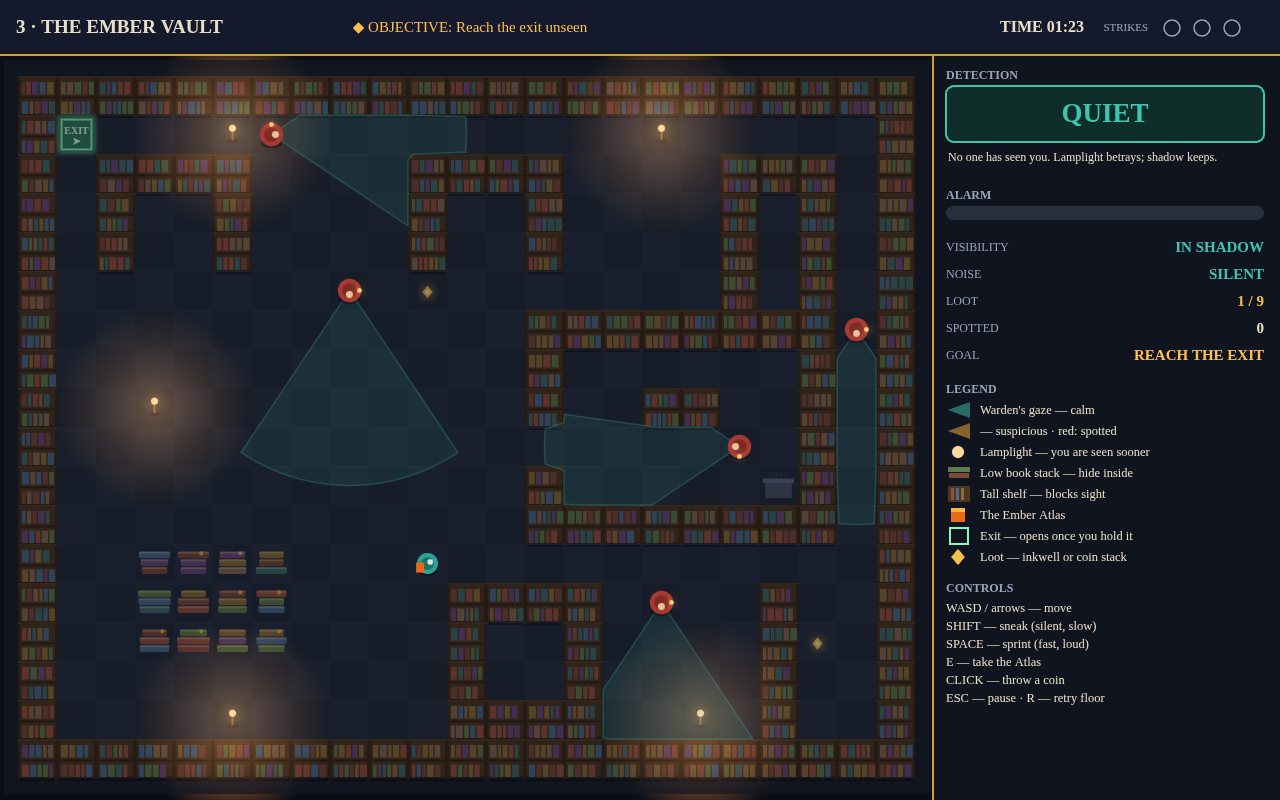 3 · THE EMBER VAULT
◆ OBJECTIVE: Reach the exit unseen
TIME 01:23
STRIKES
EXIT
➤
DETECTION
QUIET
No one has seen you. Lamplight betrays; shadow keeps.
ALARM
VISIBILITY IN SHADOW
NOISE SILENT
LOOT 1 / 9
SPOTTED 0
GOAL REACH THE EXIT
LEGEND
Warden's gaze — calm
— suspicious · red: spotted
Lamplight — you are seen sooner
Low book stack — hide inside
Tall shelf — blocks sight
The Ember Atlas
Exit — opens once you hold it
Loot — inkwell or coin stack
CONTROLS
WASD / arrows — move
SHIFT — sneak (silent, slow)
SPACE — sprint (fast, loud)
E — take the Atlas
CLICK — throw a coin
ESC — pause · R — retry floor